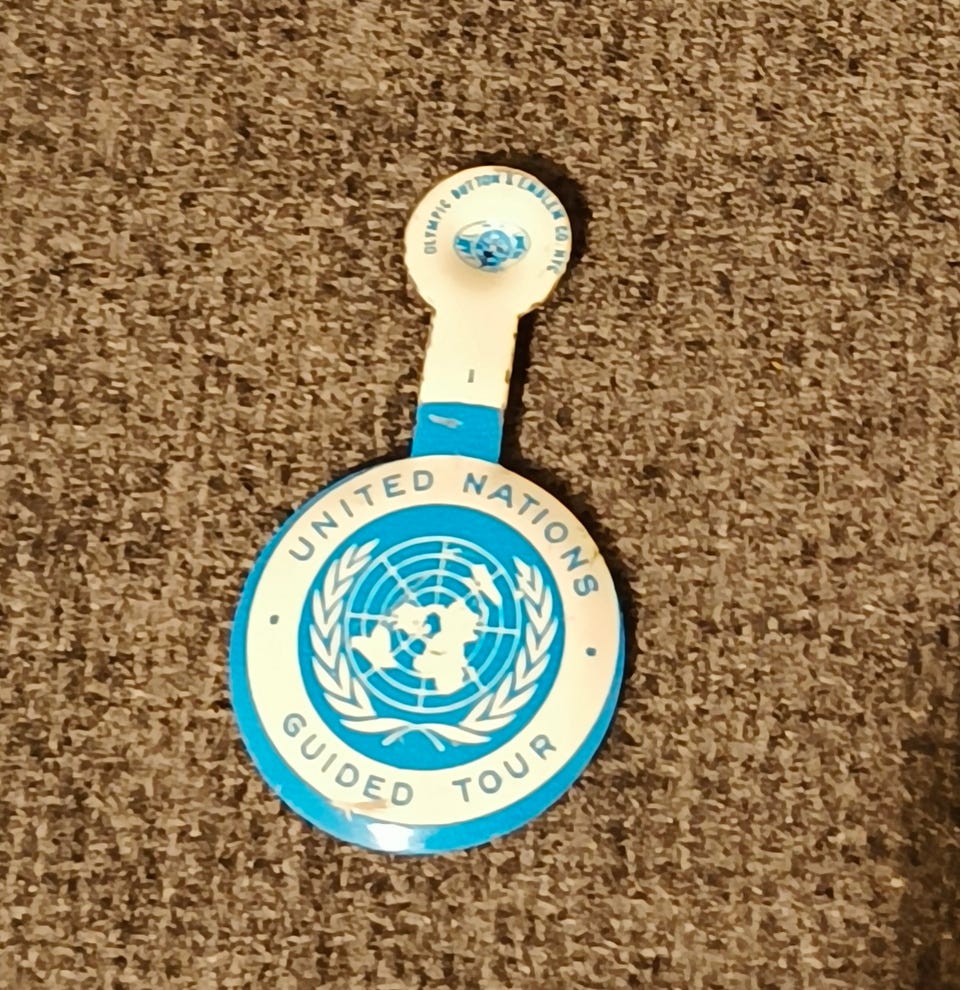 OLYMPIC BUTTON & EMBLEM CO. NYC
UNITED NATIONS
GUIDED TOUR